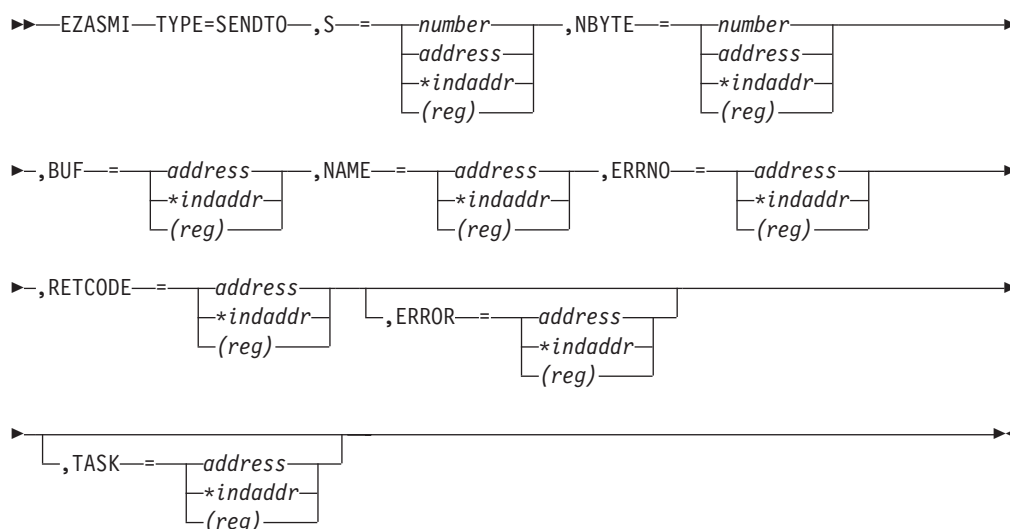 EZASMI TYPE=SENDTO ,S = number ,NBYTE = number
address address
*indaddr *indaddr
(reg) (reg)
,BUF = address ,NAME = address ,ERRNO = address
*indaddr *indaddr *indaddr
(reg) (reg) (reg)
,RETCODE = address
*indaddr ,ERROR = address
(reg) *indaddr
(reg)
,TASK = address
*indaddr
(reg)